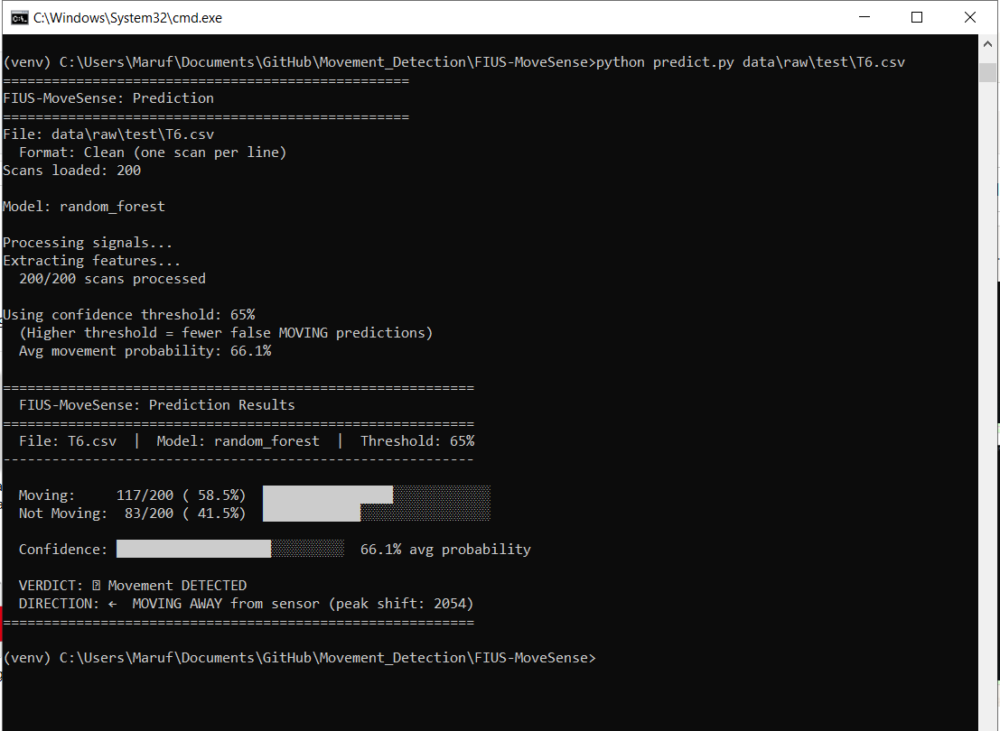 C:\Windows\System32\cmd.exe
(venv) C:\Users\Maruf\Documents\GitHub\Movement_Detection\FIUS-MoveSense>python predict.py data\raw\test\T6.csv
==================================================
FIUS-MoveSense: Prediction
==================================================
File: data\raw\test\T6.csv
  Format: Clean (one scan per line)
Scans loaded: 200
Model: random_forest
Processing signals...
Extracting features...
  200/200 scans processed
Using confidence threshold: 65%
  (Higher threshold = fewer false MOVING predictions)
  Avg movement probability: 66.1%
==========================================================
  FIUS-MoveSense: Prediction Results
==========================================================
  File: T6.csv  │  Model: random_forest  │  Threshold: 65%
----------------------------------------------------------
  Moving:     117/200 ( 58.5%)  ████████████████░░░░░░░░░░░░
  Not Moving:  83/200 ( 41.5%)  ████████████░░░░░░░░░░░░░░░░
  Confidence: ███████████████████░░░░░░░░░  66.1% avg probability
  VERDICT: ⍰ Movement DETECTED
  DIRECTION: ←  MOVING AWAY from sensor (peak shift: 2054)
==========================================================
(venv) C:\Users\Maruf\Documents\GitHub\Movement_Detection\FIUS-MoveSense>